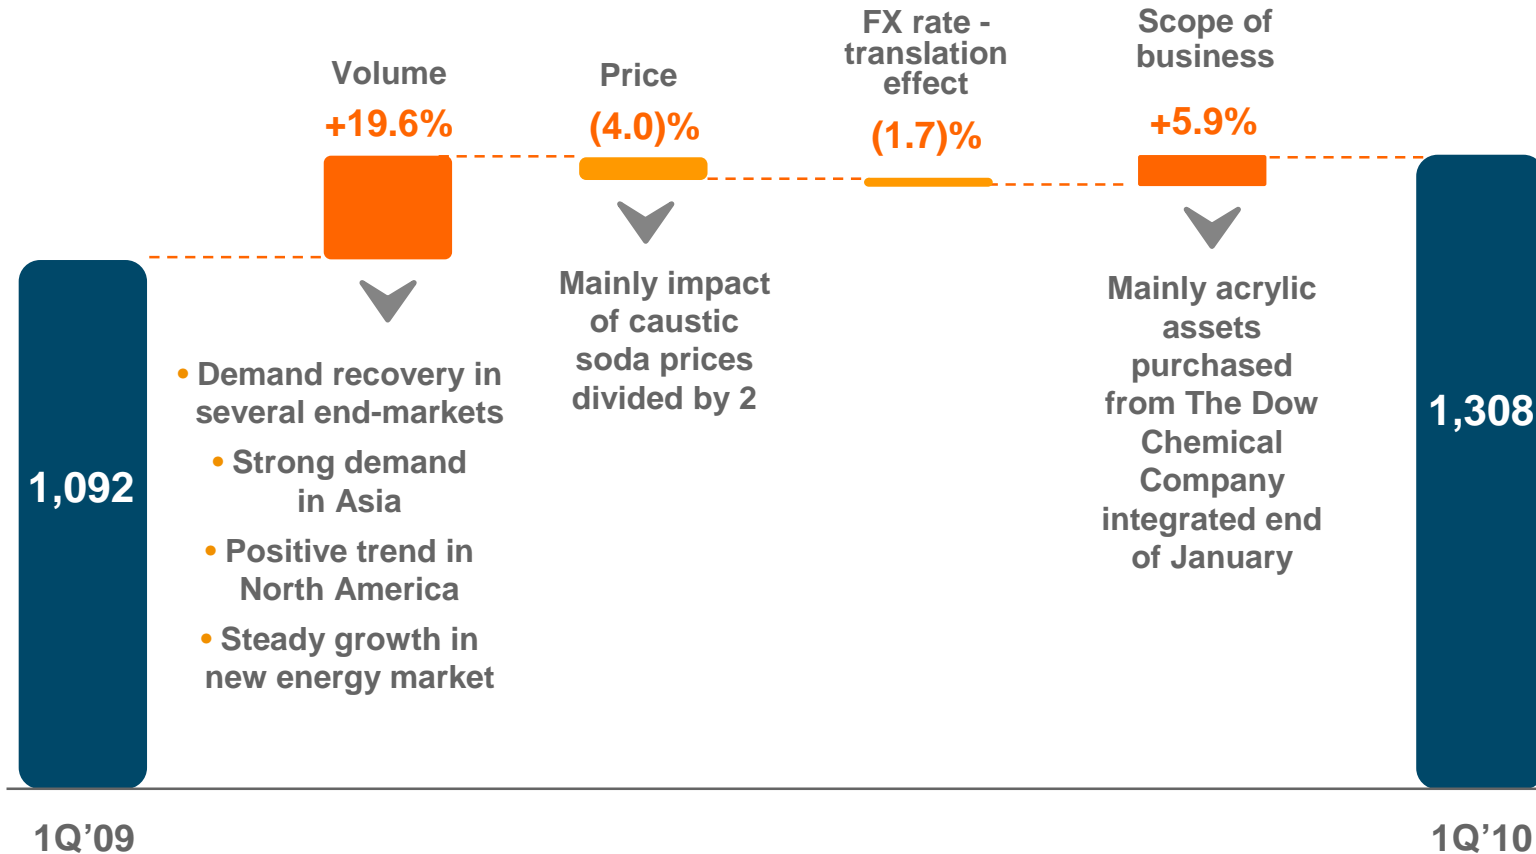 Volume
+19.6%
Price
(4.0)%
FX rate -
translation
effect
(1.7)%
Scope of
business
+5.9%
1,092
• Demand recovery in
several end-markets
• Strong demand
in Asia
• Positive trend in
North America
• Steady growth in
new energy market
Mainly impact
of caustic
soda prices
divided by 2
Mainly acrylic
assets
purchased
from The Dow
Chemical
Company
integrated end
of January
1,308
1Q’09
1Q’10